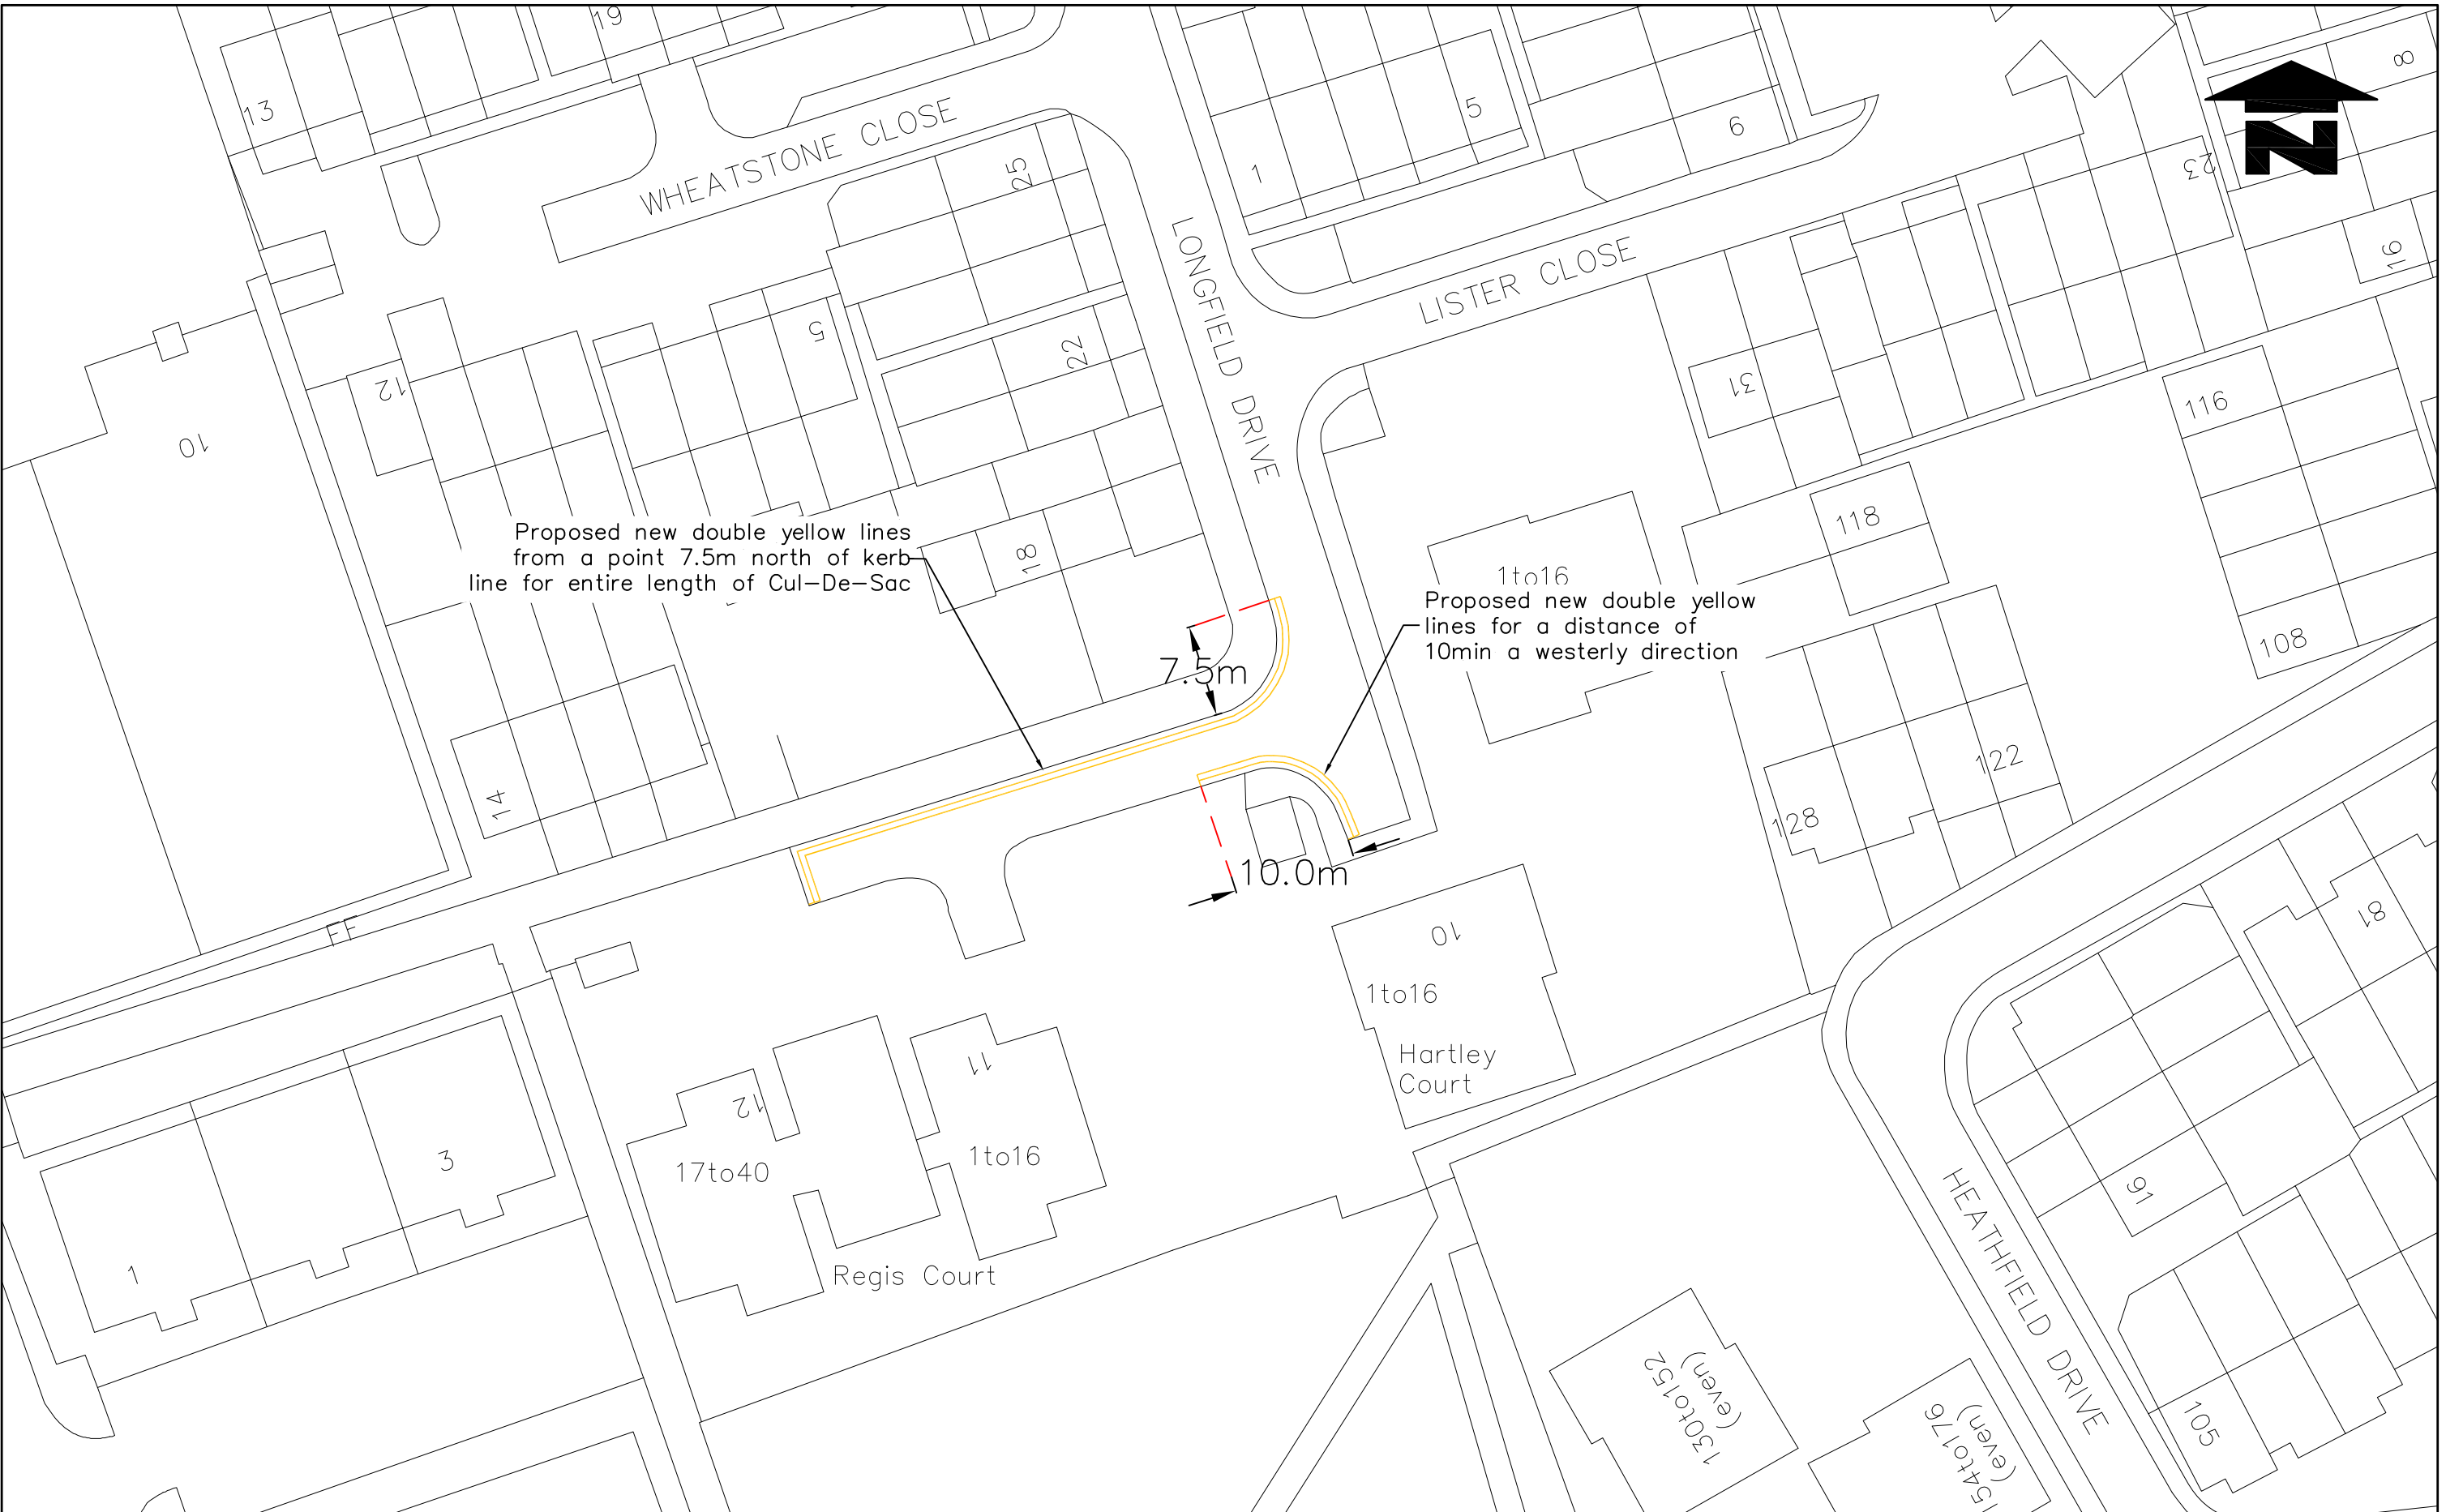 19
13
WHEATSTONE CLOSE
25
1
5
6
8
23
16
N
LONGFIELD DRIVE
LISTER CLOSE
12
5
22
31
116
10
18
118
108
Proposed new double yellow lines
from a point 7.5m north of kerb
line for entire length of Cul-De-Sac
1to16
Proposed new double yellow
lines for a distance of
10min a westerly direction
7.5m
14
122
128
10.0m
FF
10
1to16
Hartley
Court
81
11
12
17to40
1to16
3
1
Regis Court
91
HEATHFIELD DRIVE
130to152
(even)
154to176
(even)
105